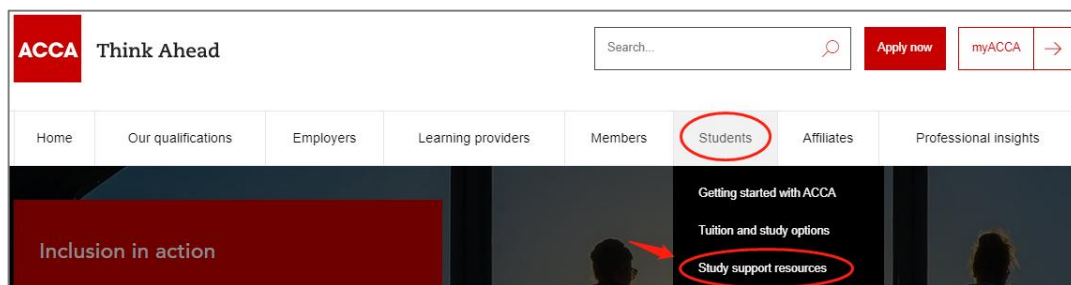 ACCA Think Ahead Search... Apply now myACCA →
Home Our qualifications Employers Learning providers Members Students Affiliates Professional insights
Getting started with ACCA
Tuition and study options
Inclusion in action
Study support resources